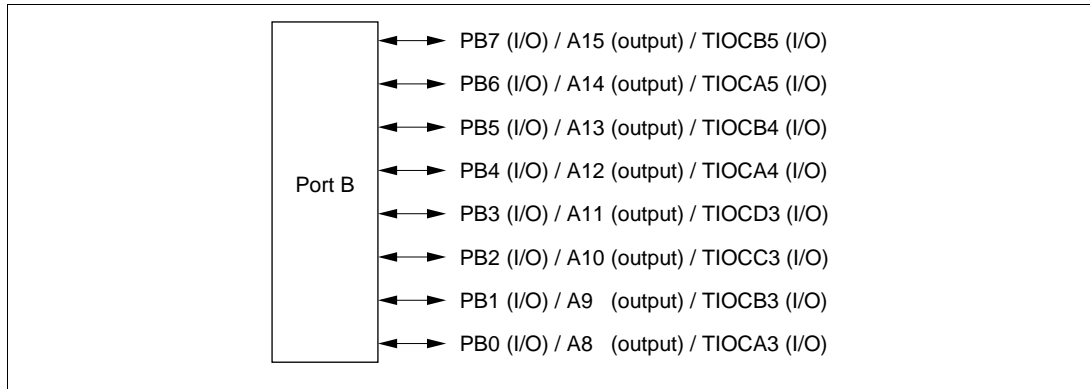 PB7 (I/O) / A15 (output) / TIOCB5 (I/O)
PB6 (I/O) / A14 (output) / TIOCA5 (I/O)
PB5 (I/O) / A13 (output) / TIOCB4 (I/O)
PB4 (I/O) / A12 (output) / TIOCA4 (I/O)
Port B
PB3 (I/O) / A11 (output) / TIOCD3 (I/O)
PB2 (I/O) / A10 (output) / TIOCC3 (I/O)
PB1 (I/O) / A9 (output) / TIOCB3 (I/O)
PB0 (I/O) / A8 (output) / TIOCA3 (I/O)